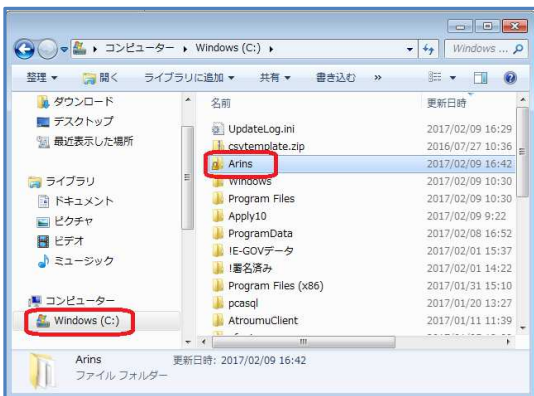 コンピューター ▸ Windows (C:) ▸
Windows ...
整理 開く ライブラリに追加 共有 書き込む »
ダウンロード
デスクトップ
最近表示した場所
ライブラリ
ドキュメント
ピクチャ
ビデオ
ミュージック
コンピューター
Windows (C:)
名前 更新日時
UpdateLog.ini 2017/02/09 16:29
csvtemplate.zip 2016/07/27 10:36
Arins 2017/02/09 16:42
Windows 2017/02/09 10:30
Program Files 2017/02/09 10:30
Apply10 2017/02/09 9:22
ProgramData 2017/02/08 16:52
!E-GOVデータ 2017/02/01 15:37
!署名済み 2017/02/01 14:22
Program Files (x86) 2017/01/31 15:10
pcasql 2017/01/20 13:27
AtroumuClient 2017/01/11 11:39
Arins 更新日時: 2017/02/09 16:42
ファイル フォルダー